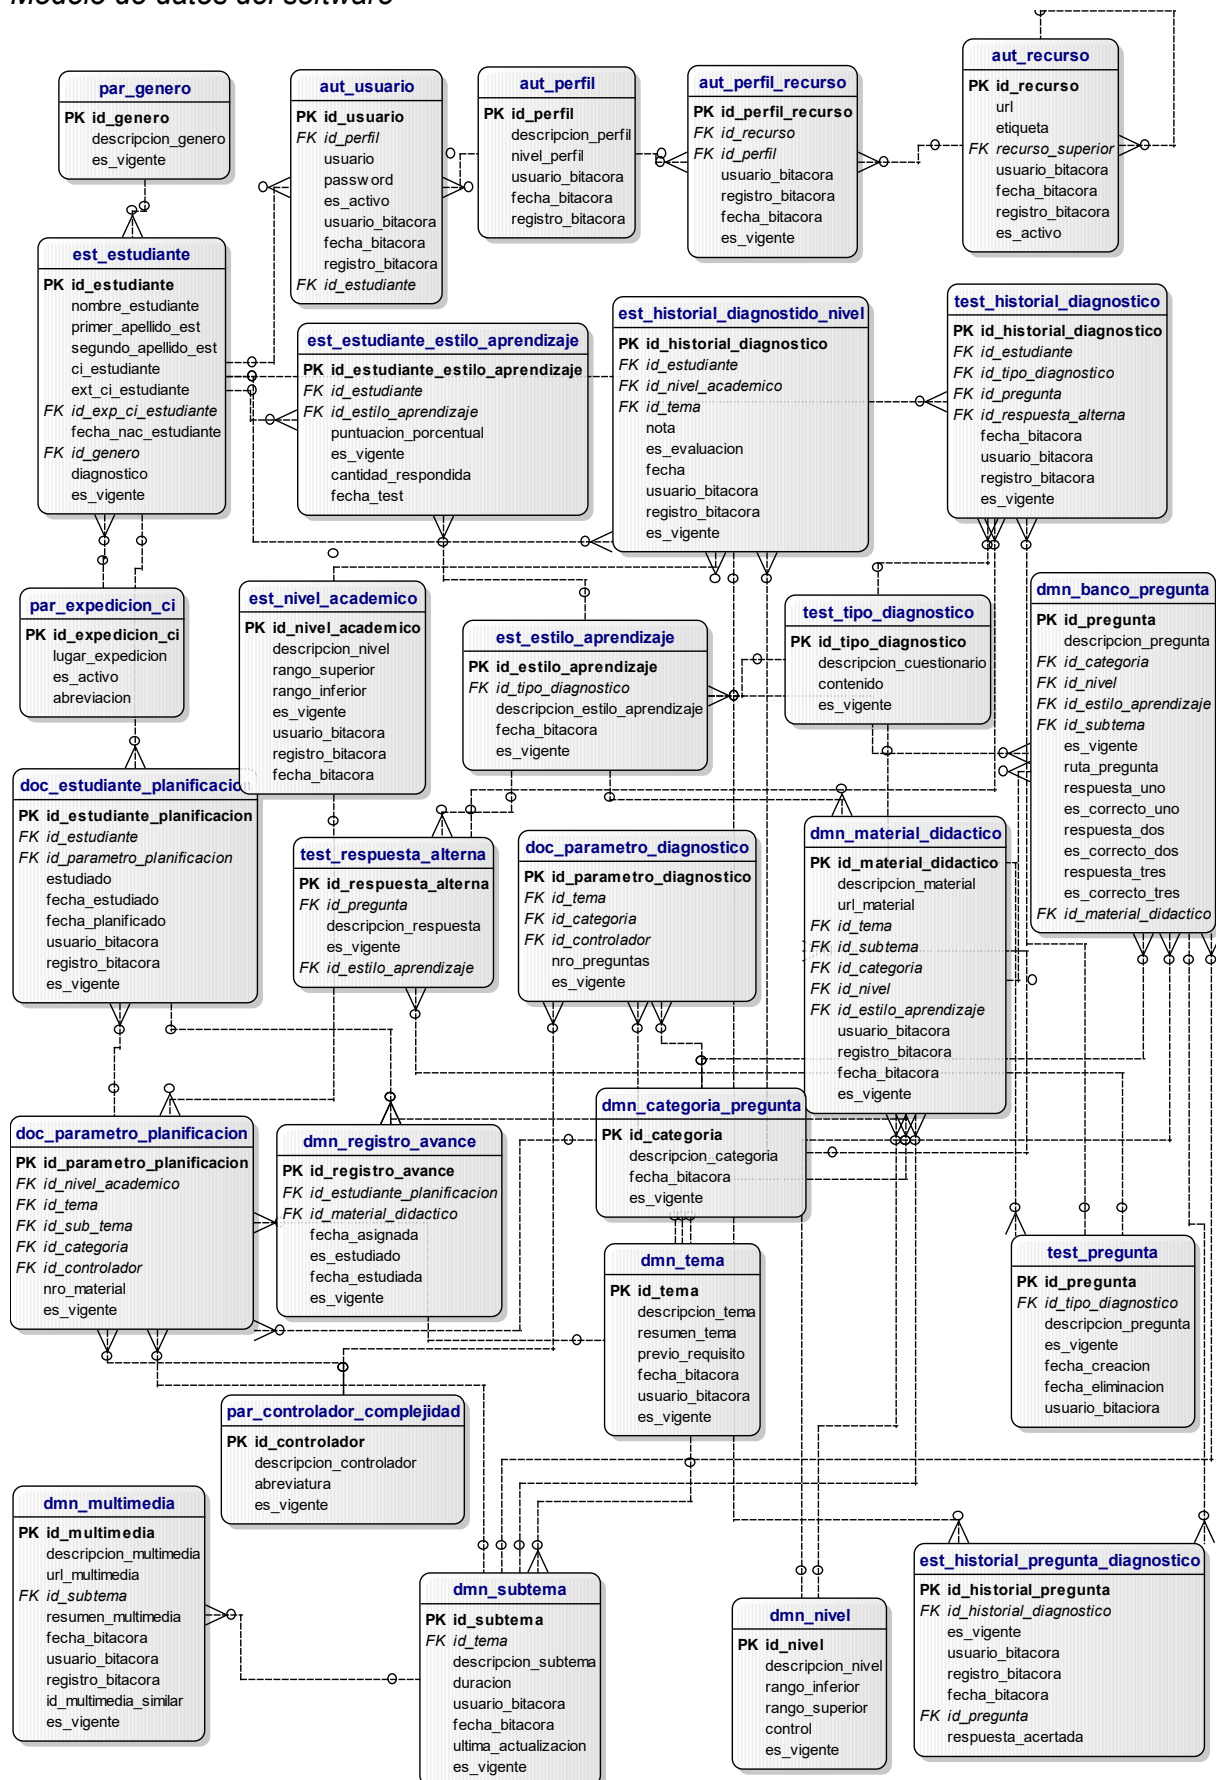 Modelo de datos del software
par_genero
PK id_genero
descripcion_genero
es_vigente
aut_usuario
PK id_usuario
FK id_perfil
usuario
password
es_activo
usuario_bitacora
fecha_bitacora
registro_bitacora
FK id_estudiante
aut_perfil
PK id_perfil
descripcion_perfil
nivel_perfil
usuario_bitacora
fecha_bitacora
registro_bitacora
aut_perfil_recurso
PK id_perfil_recurso
FK id_recurso
FK id_perfil
usuario_bitacora
registro_bitacora
fecha_bitacora
es_vigente
aut_recurso
PK id_recurso
url
etiqueta
FK recurso_superior
usuario_bitacora
fecha_bitacora
registro_bitacora
es_activo
est_estudiante
PK id_estudiante
nombre_estudiante
primer_apellido_est
segundo_apellido_est
ci_estudiante
ext_ci_estudiante
FK id_exp_ci_estudiante
fecha_nac_estudiante
FK id_genero
diagnostico
es_vigente
est_estudiante_estilo_aprendizaje
PK id_estudiante_estilo_aprendizaje
FK id_estudiante
FK id_estilo_aprendizaje
puntuacion_porcentual
es_vigente
cantidad_respondida
fecha_test
est_historial_diagnostido_nivel
PK id_historial_diagnostico
FK id_estudiante
FK id_nivel_academico
FK id_tema
nota
es_evaluacion
fecha
usuario_bitacora
registro_bitacora
es_vigente
test_historial_diagnostico
PK id_historial_diagnostico
FK id_estudiante
FK id_tipo_diagnostico
FK id_pregunta
FK id_respuesta_alterna
fecha_bitacora
usuario_bitacora
registro_bitacora
es_vigente
par_expedicion_ci
PK id_expedicion_ci
lugar_expedicion
es_activo
abreviacion
est_nivel_academico
PK id_nivel_academico
descripcion_nivel
rango_superior
rango_inferior
es_vigente
usuario_bitacora
registro_bitacora
fecha_bitacora
est_estilo_aprendizaje
PK id_estilo_aprendizaje
FK id_tipo_diagnostico
descripcion_estilo_aprendizaje
fecha_bitacora
es_vigente
test_tipo_diagnostico
PK id_tipo_diagnostico
descripcion_cuestionario
contenido
es_vigente
dmn_banco_pregunta
PK id_pregunta
descripcion_pregunta
FK id_categoria
FK id_nivel
FK id_estilo_aprendizaje
FK id_subtema
es_vigente
ruta_pregunta
respuesta_uno
es_correcto_uno
respuesta_dos
es_correcto_dos
respuesta_tres
es_correcto_tres
FK id_material_didactico
doc_estudiante_planificacion
PK id_estudiante_planificacion
FK id_estudiante
FK id_parametro_planificacion
estudiado
fecha_estudiado
fecha_planificado
usuario_bitacora
registro_bitacora
es_vigente
test_respuesta_alterna
PK id_respuesta_alterna
FK id_pregunta
descripcion_respuesta
es_vigente
FK id_estilo_aprendizaje
doc_parametro_diagnostico
PK id_parametro_diagnostico
FK id_tema
FK id_categoria
FK id_controlador
nro_preguntas
es_vigente
dmn_material_didactico
PK id_material_didactico
descripcion_material
url_material
FK id_tema
FK id_subtema
FK id_categoria
FK id_nivel
FK id_estilo_aprendizaje
usuario_bitacora
registro_bitacora
fecha_bitacora
es_vigente
doc_parametro_planificacion
PK id_parametro_planificacion
FK id_nivel_academico
FK id_tema
FK id_sub_tema
FK id_categoria
FK id_controlador
nro_material
es_vigente
dmn_registro_avance
PK id_registro_avance
FK id_estudiante_planificacion
FK id_material_didactico
fecha_asignada
es_estudiado
fecha_estudiada
es_vigente
dmn_categoria_pregunta
PK id_categoria
descripcion_categoria
fecha_bitacora
es_vigente
dmn_tema
PK id_tema
descripcion_tema
resumen_tema
previo_requisito
fecha_bitacora
usuario_bitacora
es_vigente
test_pregunta
PK id_pregunta
FK id_tipo_diagnostico
descripcion_pregunta
es_vigente
fecha_creacion
fecha_eliminacion
usuario_bitaciora
par_controlador_complejidad
PK id_controlador
descripcion_controlador
abreviatura
es_vigente
dmn_multimedia
PK id_multimedia
descripcion_multimedia
url_multimedia
FK id_subtema
resumen_multimedia
fecha_bitacora
usuario_bitacora
registro_bitacora
id_multimedia_similar
es_vigente
dmn_subtema
PK id_subtema
FK id_tema
descripcion_subtema
duracion
usuario_bitacora
fecha_bitacora
ultima_actualizacion
es_vigente
dmn_nivel
PK id_nivel
descripcion_nivel
rango_inferior
rango_superior
control
es_vigente
est_historial_pregunta_diagnostico
PK id_historial_pregunta
FK id_historial_diagnostico
es_vigente
usuario_bitacora
registro_bitacora
fecha_bitacora
FK id_pregunta
respuesta_acertada